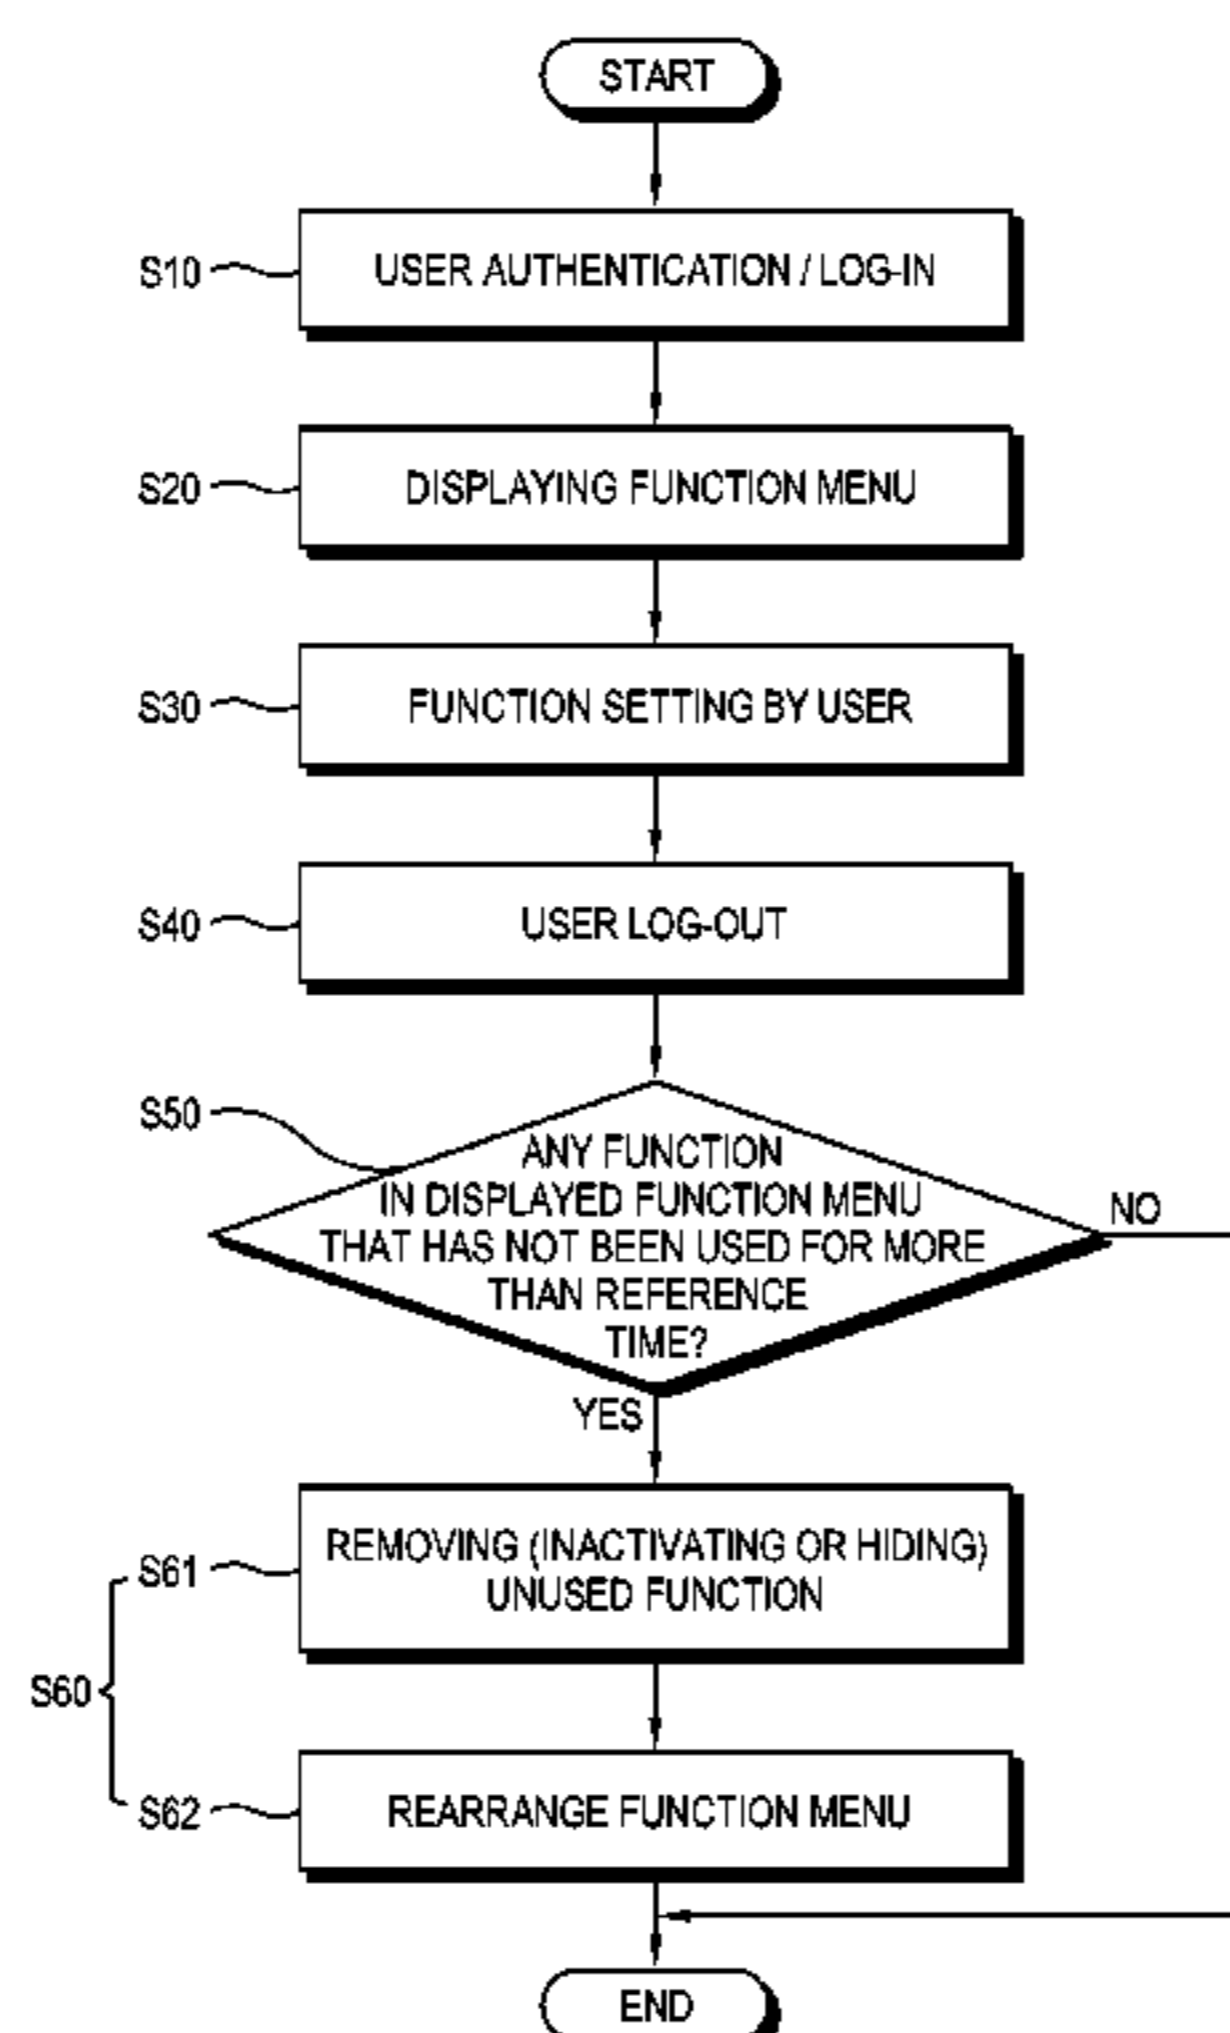 START
S10
USER AUTHENTICATION / LOG-IN
S20
DISPLAYING FUNCTION MENU
S30
FUNCTION SETTING BY USER
S40
USER LOG-OUT
S50
ANY FUNCTION
IN DISPLAYED FUNCTION MENU
THAT HAS NOT BEEN USED FOR MORE
THAN REFERENCE
TIME?
NO
YES
S60
S61
REMOVING (INACTIVATING OR HIDING)
UNUSED FUNCTION
S62
REARRANGE FUNCTION MENU
END